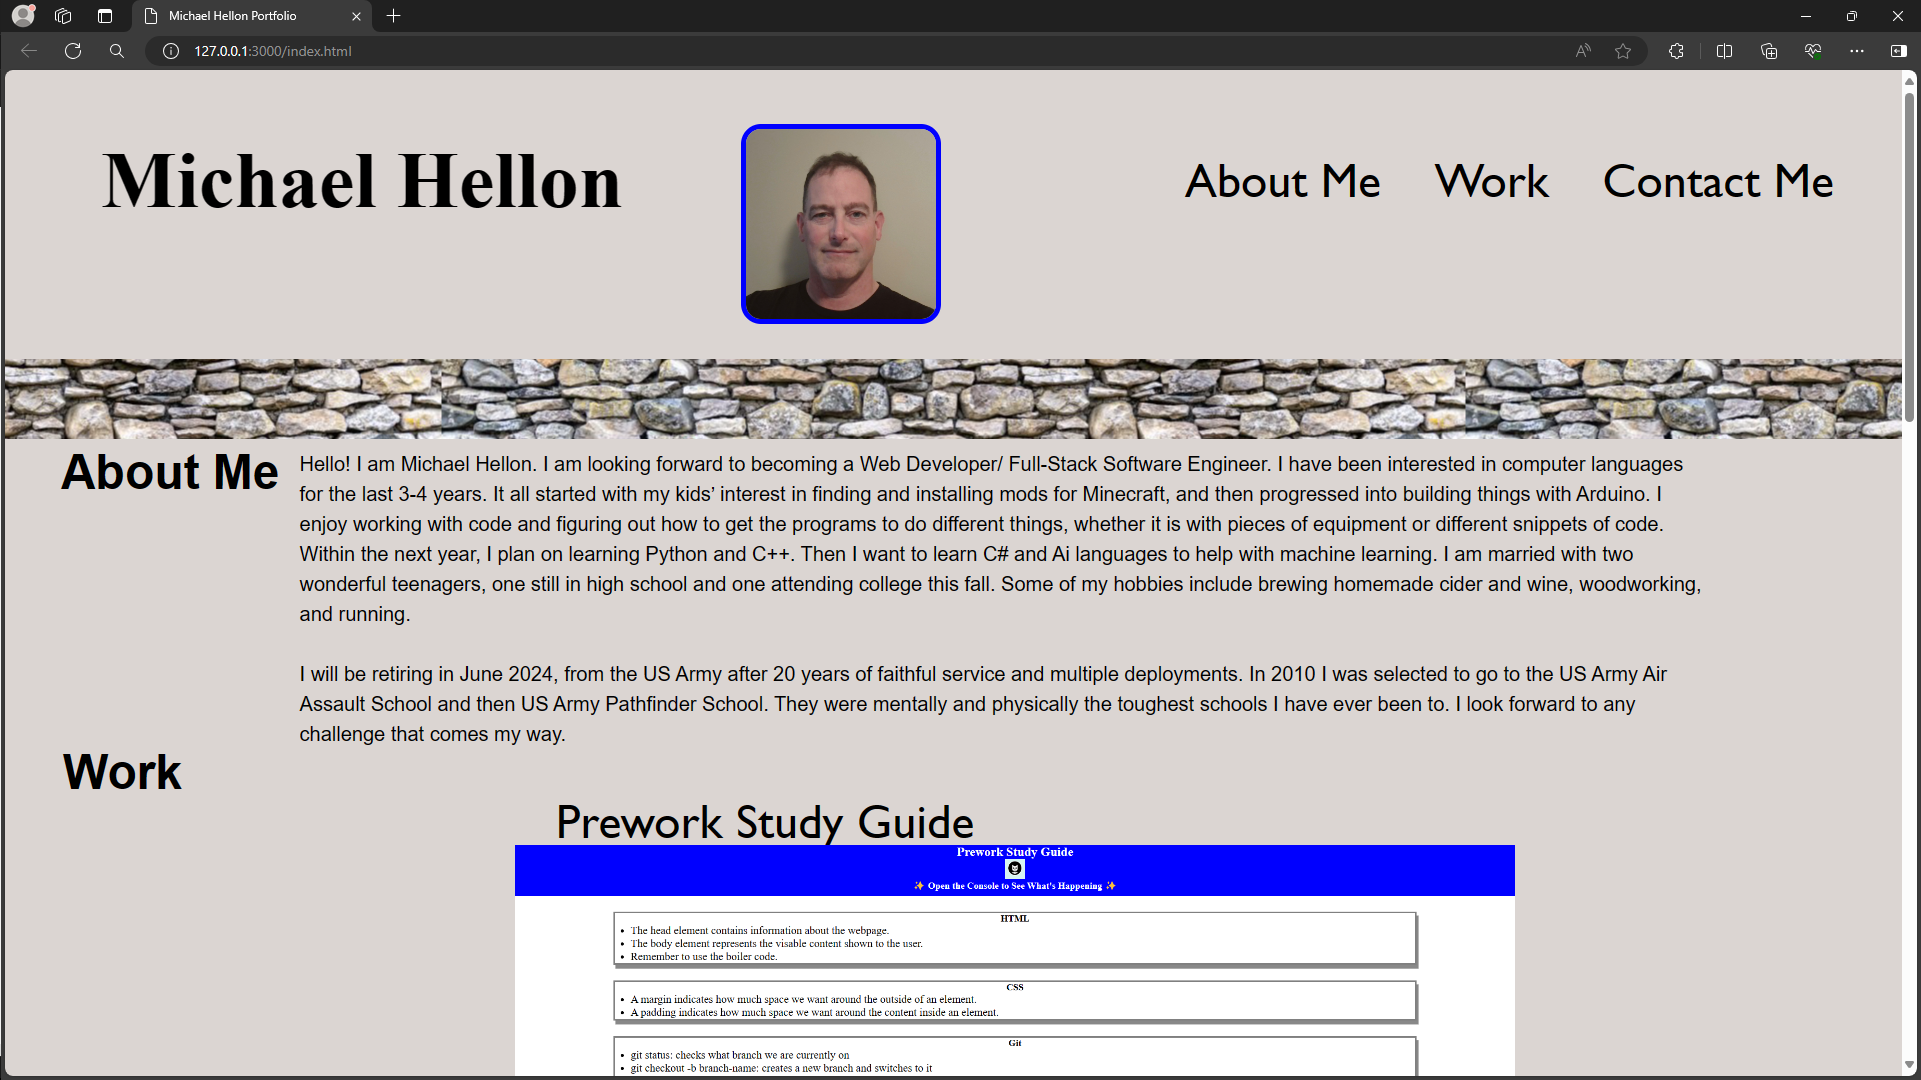 Michael Hellon Portfolio
127.0.0.1:3000/index.html
Michael Hellon
About Me Work Contact Me
About Me
Hello! I am Michael Hellon. I am looking forward to becoming a Web Developer/ Full-Stack Software Engineer. I have been interested in computer languages
for the last 3-4 years. It all started with my kids’ interest in finding and installing mods for Minecraft, and then progressed into building things with Arduino. I
enjoy working with code and figuring out how to get the programs to do different things, whether it is with pieces of equipment or different snippets of code.
Within the next year, I plan on learning Python and C++. Then I want to learn C# and Ai languages to help with machine learning. I am married with two
wonderful teenagers, one still in high school and one attending college this fall. Some of my hobbies include brewing homemade cider and wine, woodworking,
and running.
I will be retiring in June 2024, from the US Army after 20 years of faithful service and multiple deployments. In 2010 I was selected to go to the US Army Air
Assault School and then US Army Pathfinder School. They were mentally and physically the toughest schools I have ever been to. I look forward to any
challenge that comes my way.
Work
Prework Study Guide
Prework Study Guide
✨ Open the Console to See What's Happening ✨
HTML
• The head element contains information about the webpage.
• The body element represents the visable content shown to the user.
• Remember to use the boiler code.
CSS
• A margin indicates how much space we want around the outside of an element.
• A padding indicates how much space we want around the content inside an element.
Git
• git status: checks what branch we are currently on
• git checkout -b branch-name: creates a new branch and switches to it